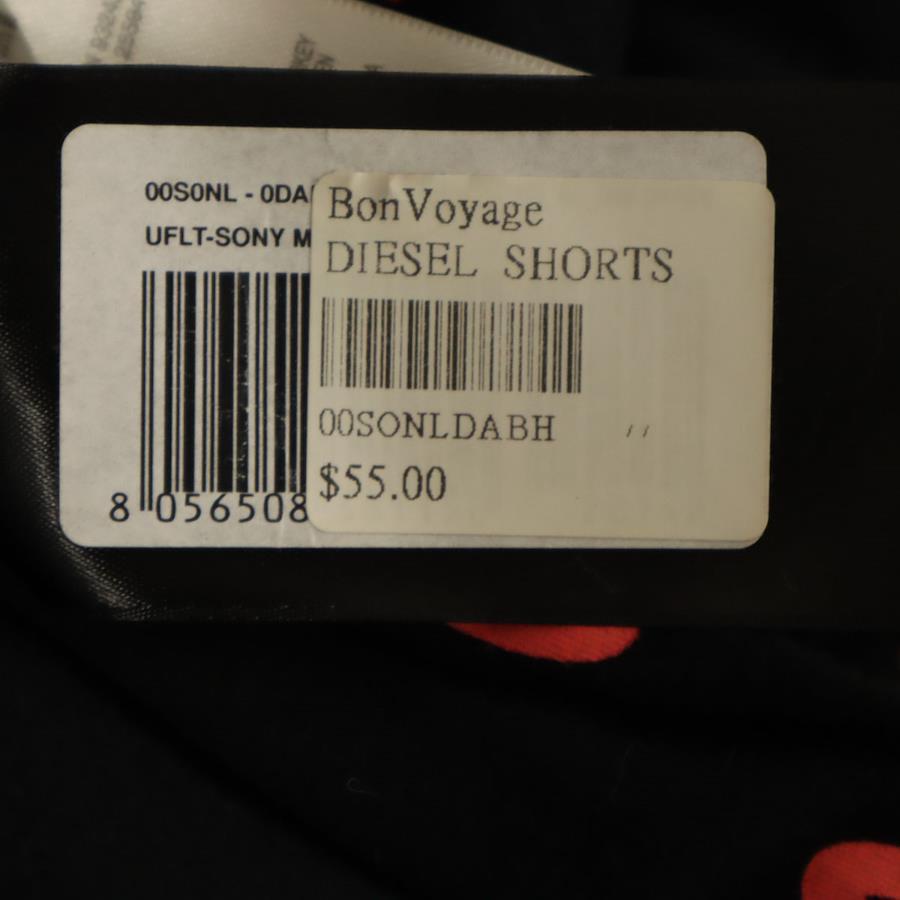 00S0NL - 0DA
UFLT-SONY M
8 056508
BonVoyage
DIESEL SHORTS
00SONLDABH ''
$55.00